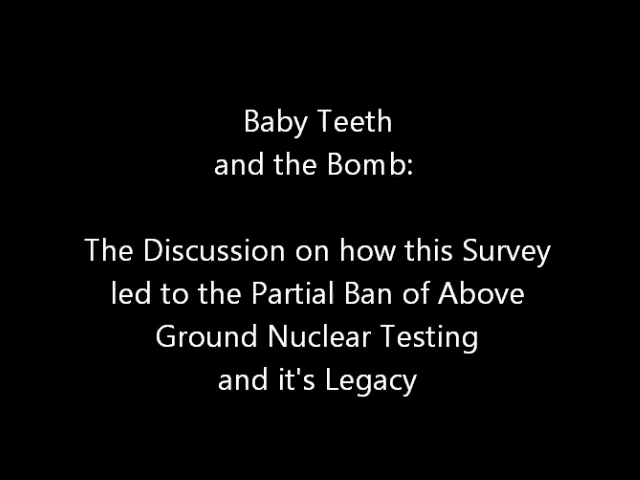 Baby Teeth
and the Bomb:
The Discussion on how this Survey
led to the Partial Ban of Above
Ground Nuclear Testing
and it's Legacy